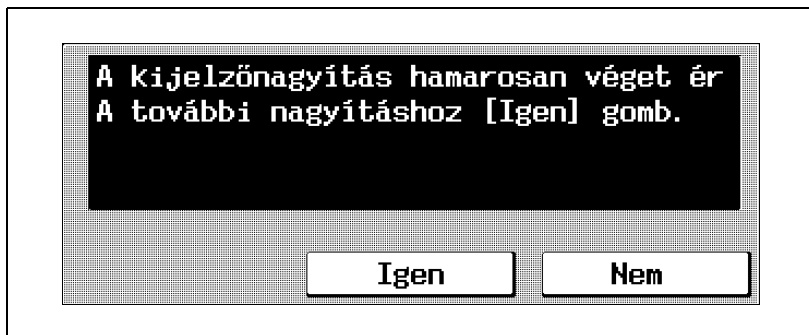 A kijelzőnagyítás hamarosan véget ér
A további nagyításhoz [Igen] gomb.
Igen
Nem